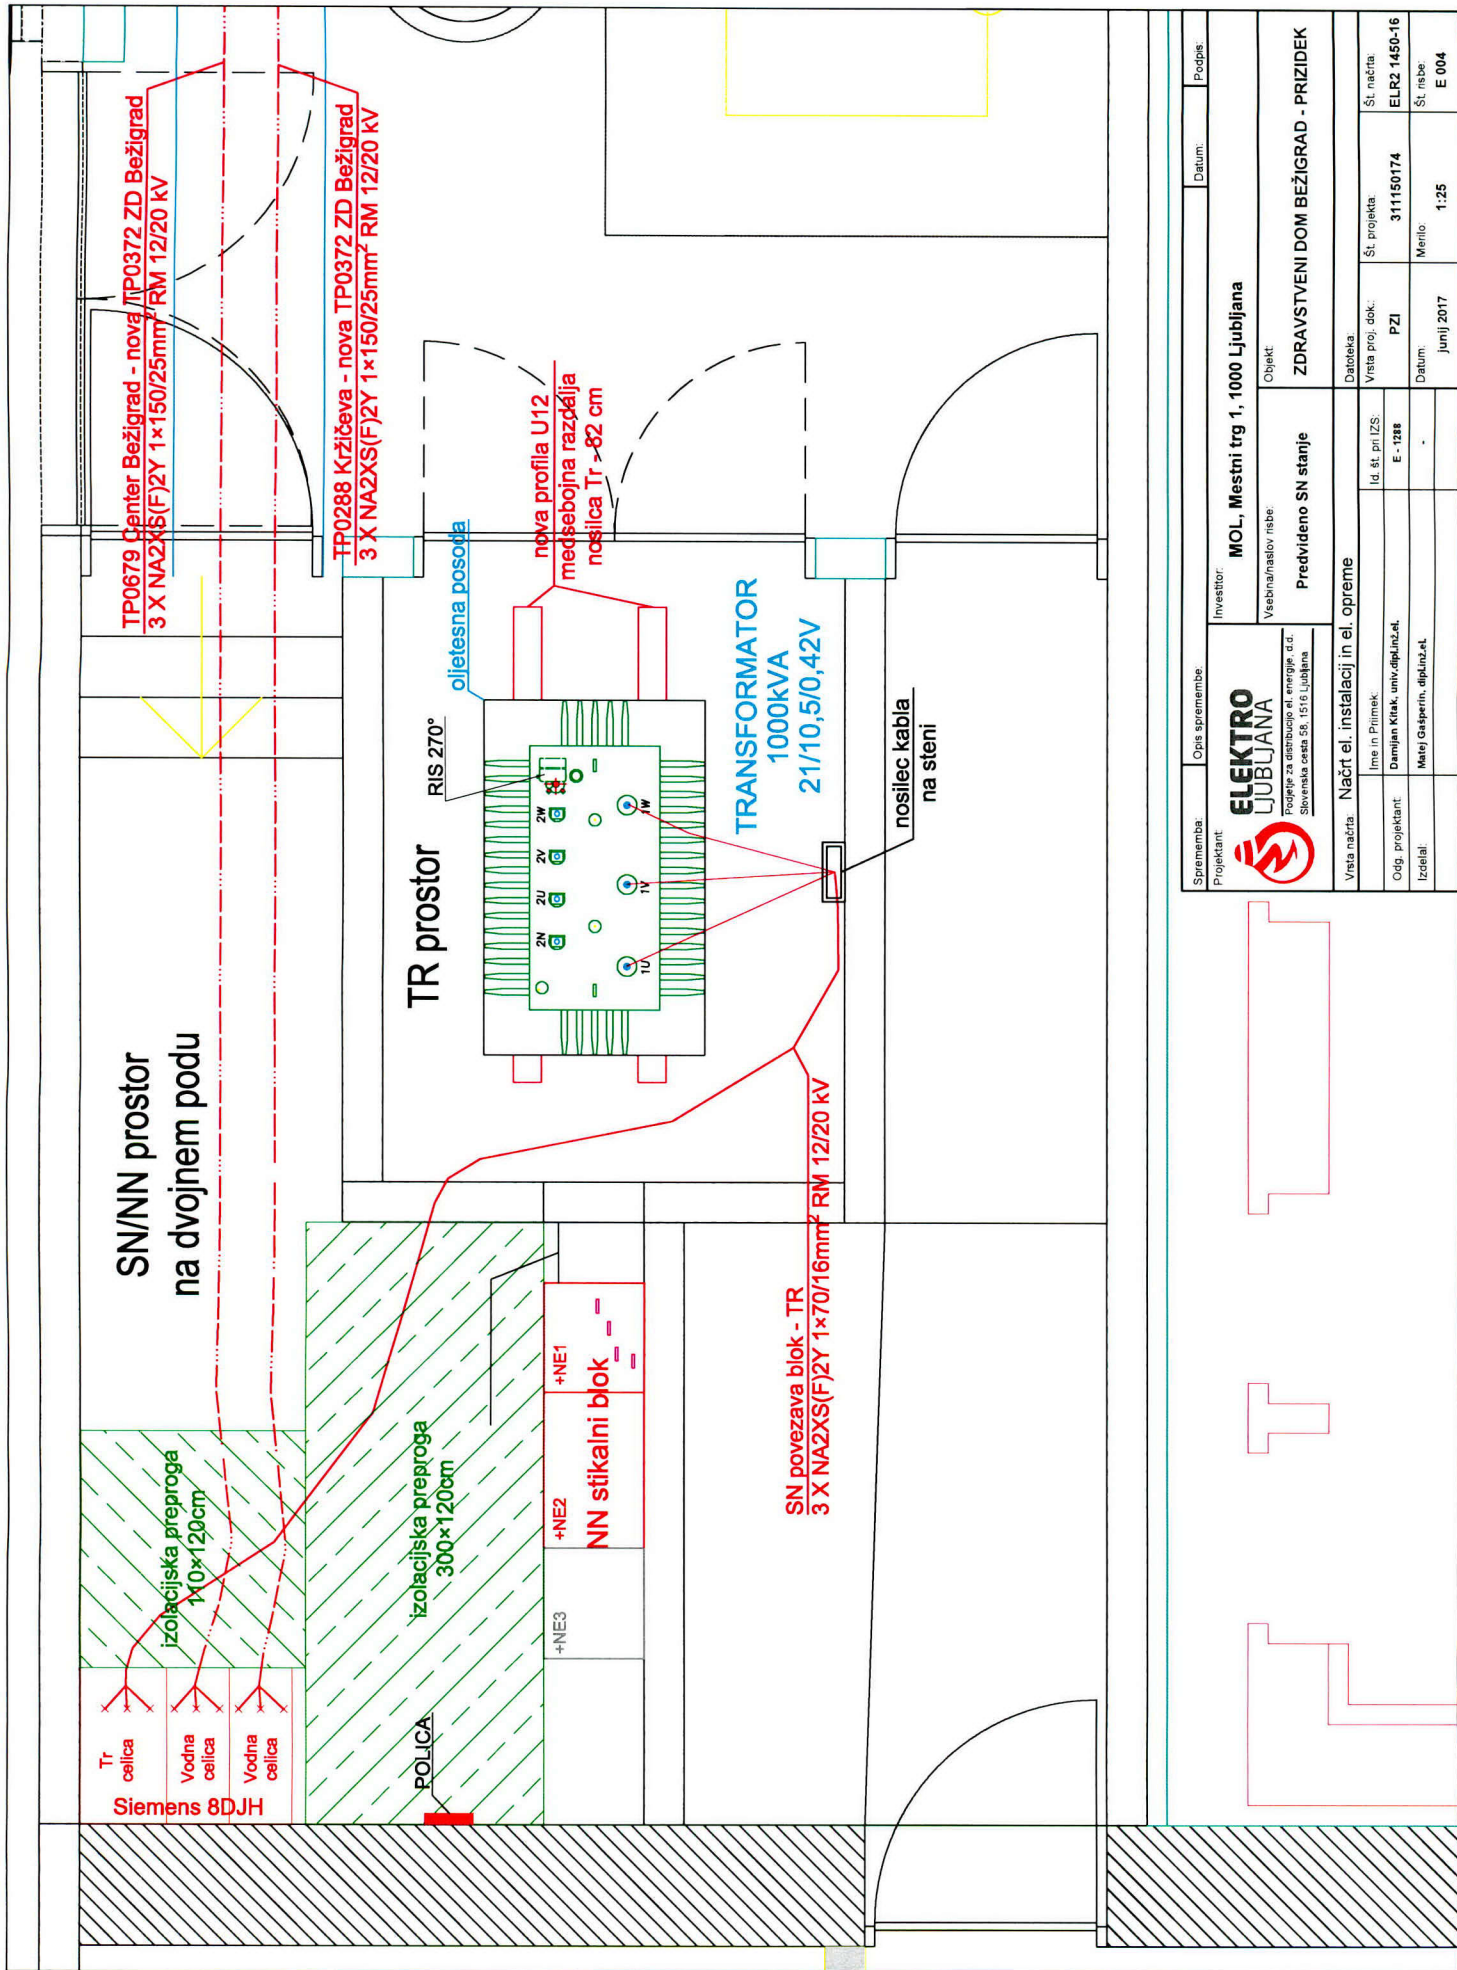 TP0679 Center Bežigrad - nova TP0372 ZD Bežigrad
3 X NA2XS(F)2Y 1×150/25mm² RM 12/20 kV
TP0288 Kržičeva - nova TP0372 ZD Bežigrad
3 X NA2XS(F)2Y 1×150/25mm² RM 12/20 kV
SN/NN prostor
na dvojnem podu
izolacijska preproga
110×120cm
Tr
celica
Vodna
celica
Vodna
celica
Siemens 8DJH
POLICA
izolacijska preproga
300×120cm
+NE3
+NE2
+NE1
NN stikalni blok
TR prostor
RIS 270°
oljetesna posoda
nova profila U12
medsebojna razdalja
nosilca Tr - 82 cm
2N
2U
2V
2W
1U
1V
1W
TRANSFORMATOR
1000kVA
21/10,5/0,42V
nosilec kabla
na steni
SN povezava blok - TR
3 X NA2XS(F)2Y 1×70/16mm² RM 12/20 kV
Sprememba:
Opis spremembe:
Datum:
Podpis:
Projektant:
ELEKTRO
LJUBLJANA
Podjetje za distribucijo el. energije, d.d.
Slovenska cesta 58, 1516 Ljubljana
Investitor:
MOL, Mestni trg 1, 1000 Ljubljana
Vsebina/naslov risbe:
Predvideno SN stanje
Objekt:
ZDRAVSTVENI DOM BEŽIGRAD - PRIZIDEK
Vrsta načrta:
Načrt el. instalacij in el. opreme
Datoteka:
Ime in Priimek:
Id. št. pri IZS:
Vrsta proj. dok.:
Št. projekta:
Št. načrta:
Odg. projektant:
Damijan Kitak, univ.dipl.inž.el.
E - 1288
PZI
311150174
ELR2 1450-16
Izdelal:
Matej Gašperin, dipl.inž.el.
-
Datum:
junij 2017
Merilo:
1:25
Št. risbe:
E 004